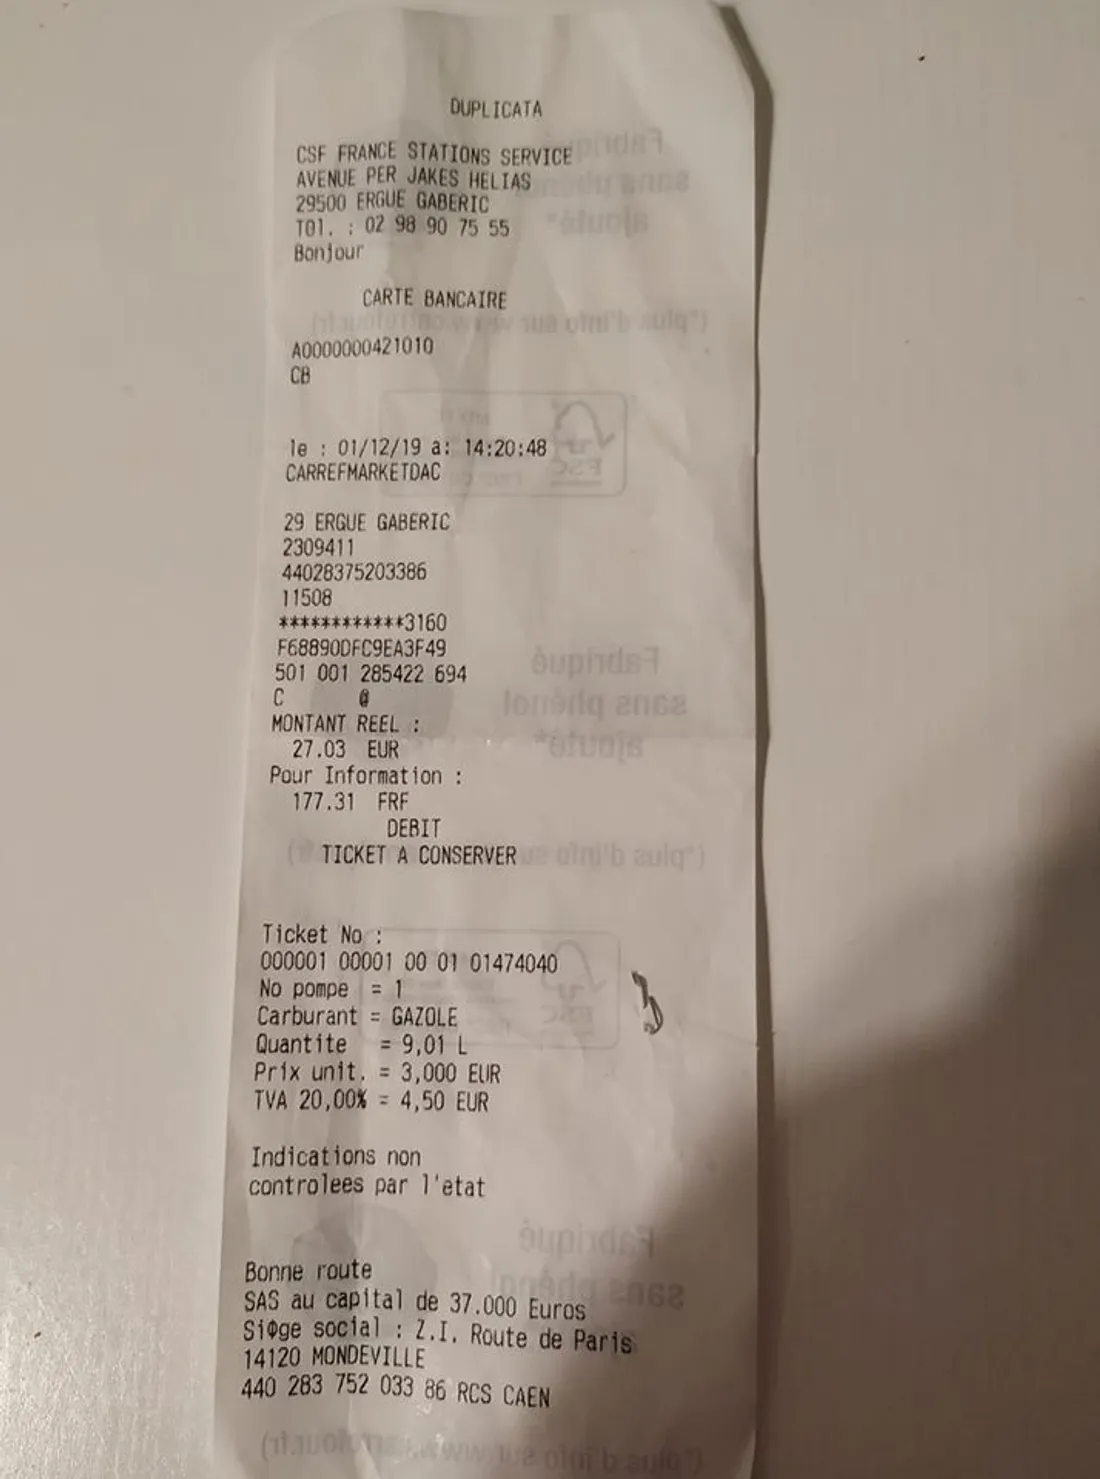 DUPLICATA
CSF FRANCE STATIONS SERVICE
AVENUE PER JAKES HELIAS
29500 ERGUE GABERIC
T01. : 02 98 90 75 55
Bonjour
CARTE BANCAIRE
A0000000421010
CB
le : 01/12/19 a: 14:20:48
CARREFMARKETDAC
29 ERGUE GABERIC
2309411
44028375203386
11508
************3160
F68890DFC9EA3F49
501 001 285422 694
C @
MONTANT REEL :
27.03 EUR
Pour Information :
177.31 FRF
DEBIT
TICKET A CONSERVER
Ticket No :
000001 00001 00 01 01474040
No pompe = 1
Carburant = GAZOLE
Quantite = 9,01 L
Prix unit. = 3,000 EUR
TVA 20,00% = 4,50 EUR
Indications non
controlees par l'etat
Bonne route
SAS au capital de 37.000 Euros
SiΦge social : Z.I. Route de Paris
14120 MONDEVILLE
440 283 752 033 86 RCS CAEN